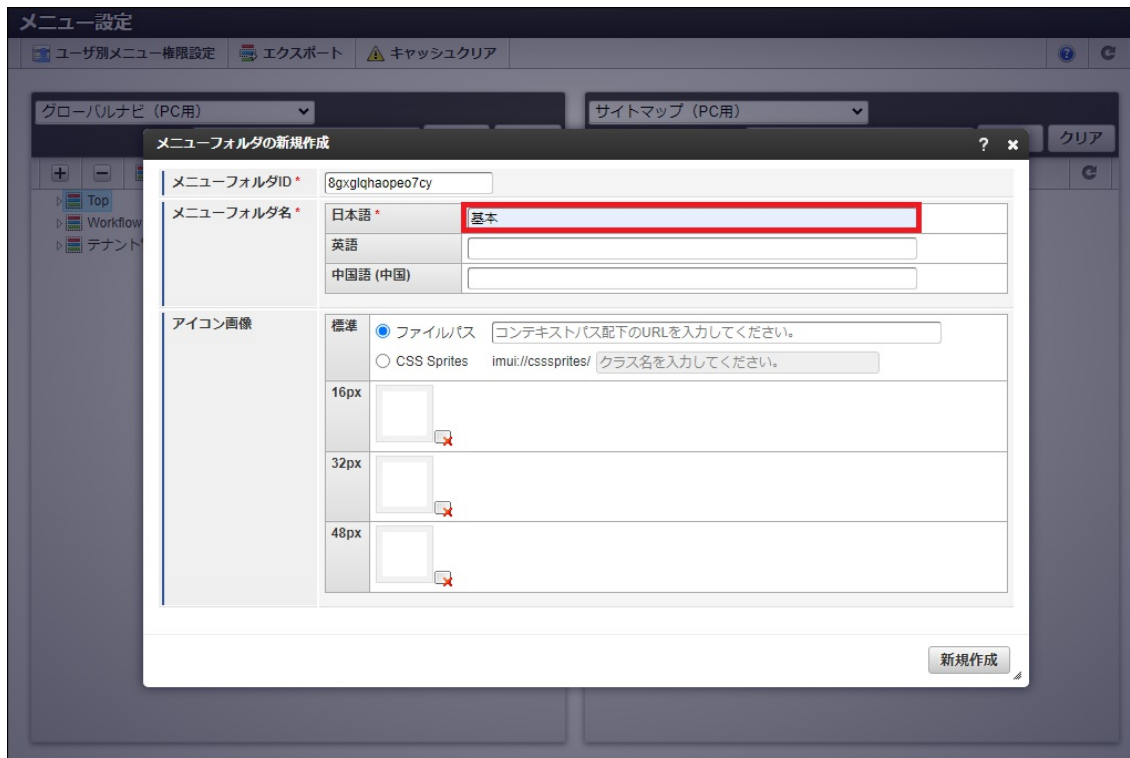 メニュー設定
ユーザ別メニュー権限設定 エクスポート キャッシュクリア
グローバルナビ（PC用） サイトマップ（PC用）
クリア
Top
Workflow
テナント
メニューフォルダの新規作成
メニューフォルダID * 8gxglqhaopeo7cy
メニューフォルダ名 * 日本語 * 基本
英語
中国語 (中国)
アイコン画像 標準 ファイルパス コンテキストパス配下のURLを入力してください。
CSS Sprites imui://csssprites/ クラス名を入力してください。
16px
32px
48px
新規作成